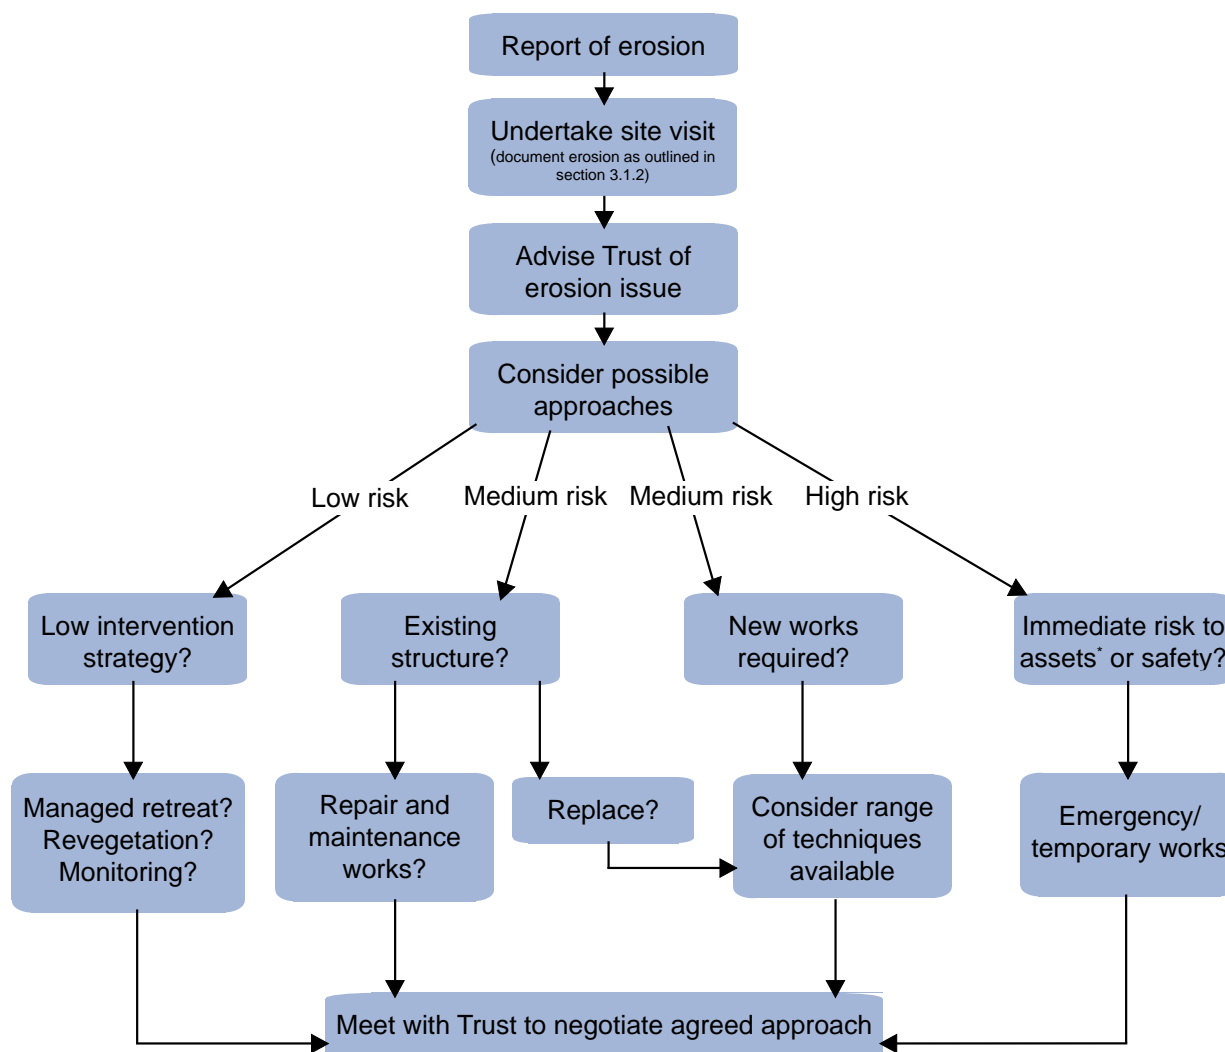 Report of erosion
Undertake site visit
(document erosion as outlined in
section 3.1.2)
Advise Trust of
erosion issue
Consider possible
approaches
Low risk
Medium risk
Medium risk
High risk
Low intervention
strategy?
Existing
structure?
New works
required?
Immediate risk to
assets* or safety?
Managed retreat?
Revegetation?
Monitoring?
Repair and
maintenance
works?
Replace?
Consider range
of techniques
available
Emergency/
temporary works
Meet with Trust to negotiate agreed approach